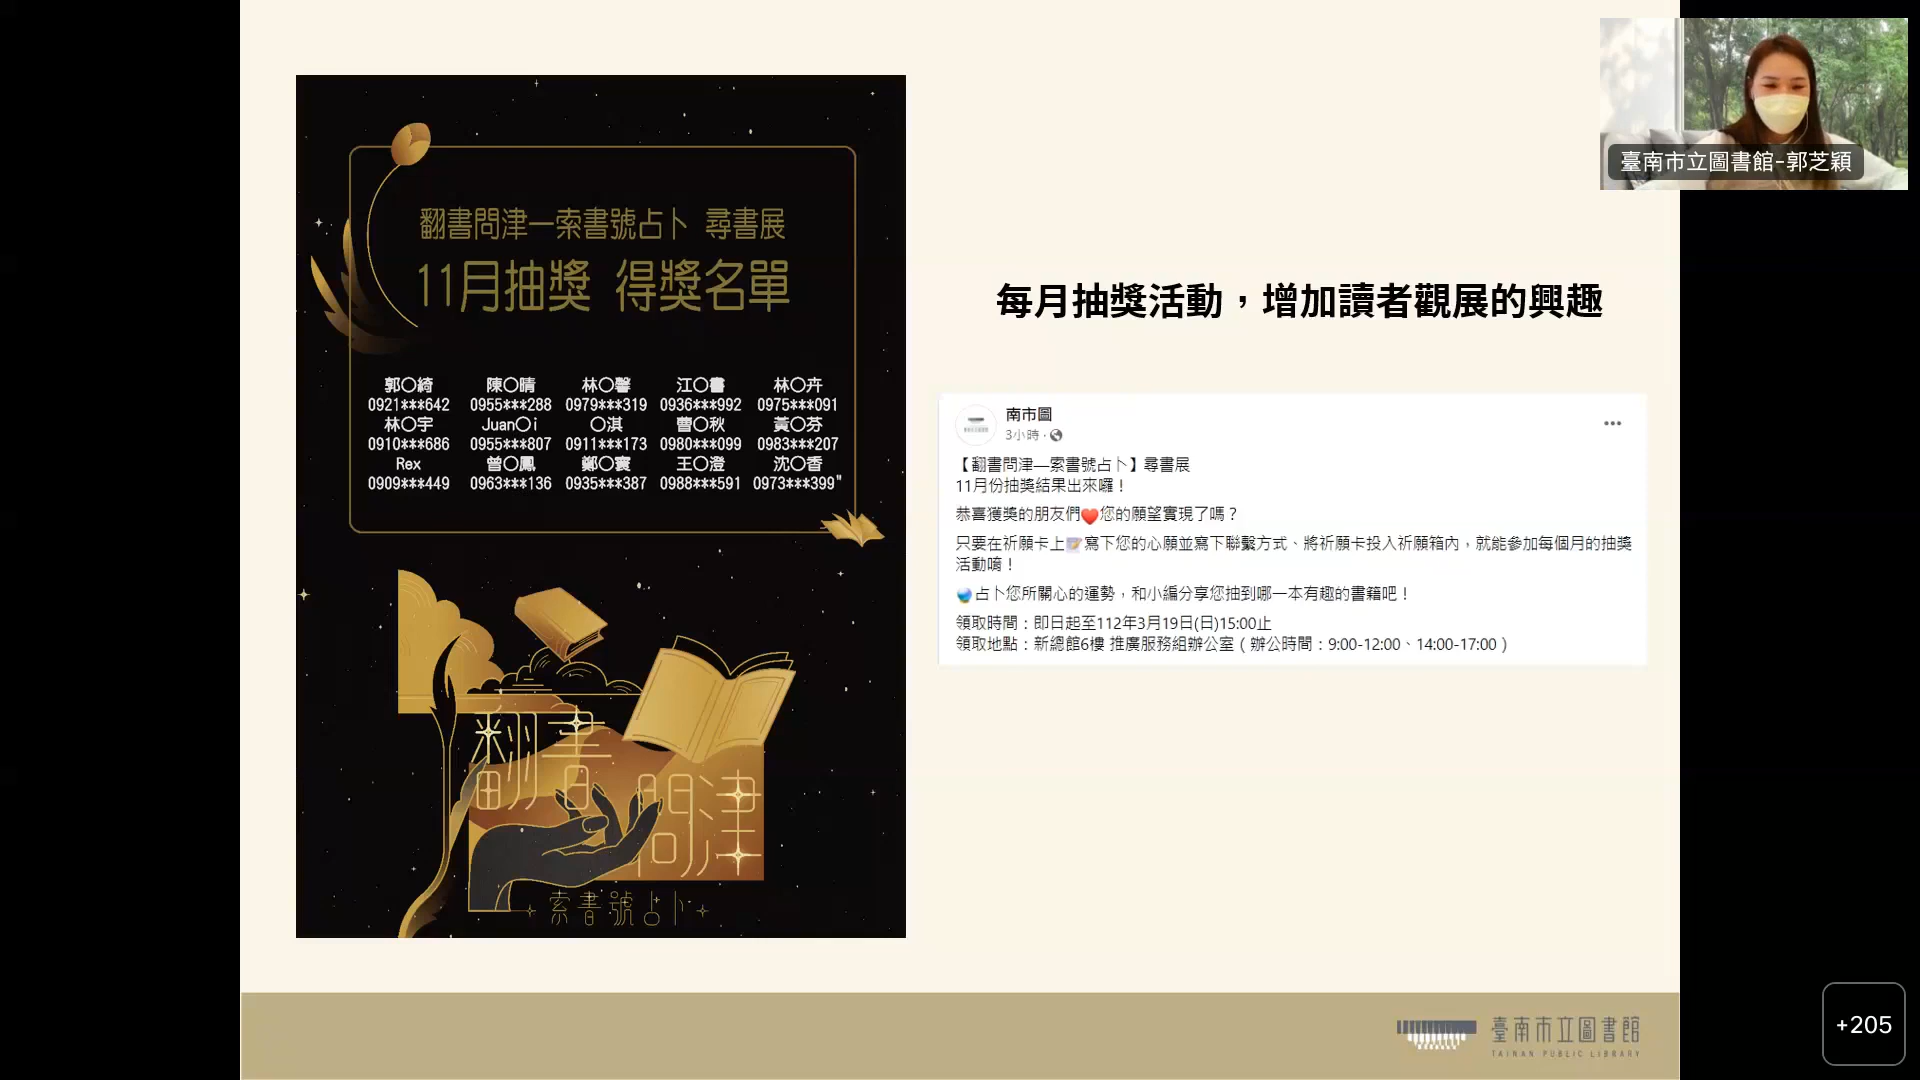 翻書問津—索書號占卜 尋書展
11月抽獎 得獎名單
郭〇綺 陳〇晴 林〇馨 江〇書 林〇卉
0921***642 0955***288 0979***319 0936***992 0975***091
林〇宇 Juan〇i 〇淇 曹〇秋 黃〇芬
0910***686 0955***807 0911***173 0980***099 0983***207
Rex 曾〇鳳 鄭〇寰 王〇澄 沈〇香
0909***449 0963***136 0935***387 0988***591 0973***399"
翻書
問津
索書號占卜
每月抽獎活動，增加讀者觀展的興趣
南市圖
3小時
【翻書問津—索書號占卜】尋書展
11月份抽獎結果出來囉！
恭喜獲獎的朋友們❤️您的願望實現了嗎？
只要在祈願卡上📝寫下您的心願並寫下聯繫方式、將祈願卡投入祈願箱內，就能參加每個月的抽獎
活動唷！
🔮占卜您所關心的運勢，和小編分享您抽到哪一本有趣的書籍吧！
領取時間：即日起至112年3月19日(日)15:00止
領取地點：新總館6樓 推廣服務組辦公室（辦公時間：9:00-12:00、14:00-17:00）
臺南市立圖書館-郭芝穎
臺南市立圖書館
TAINAN PUBLIC LIBRARY
+205